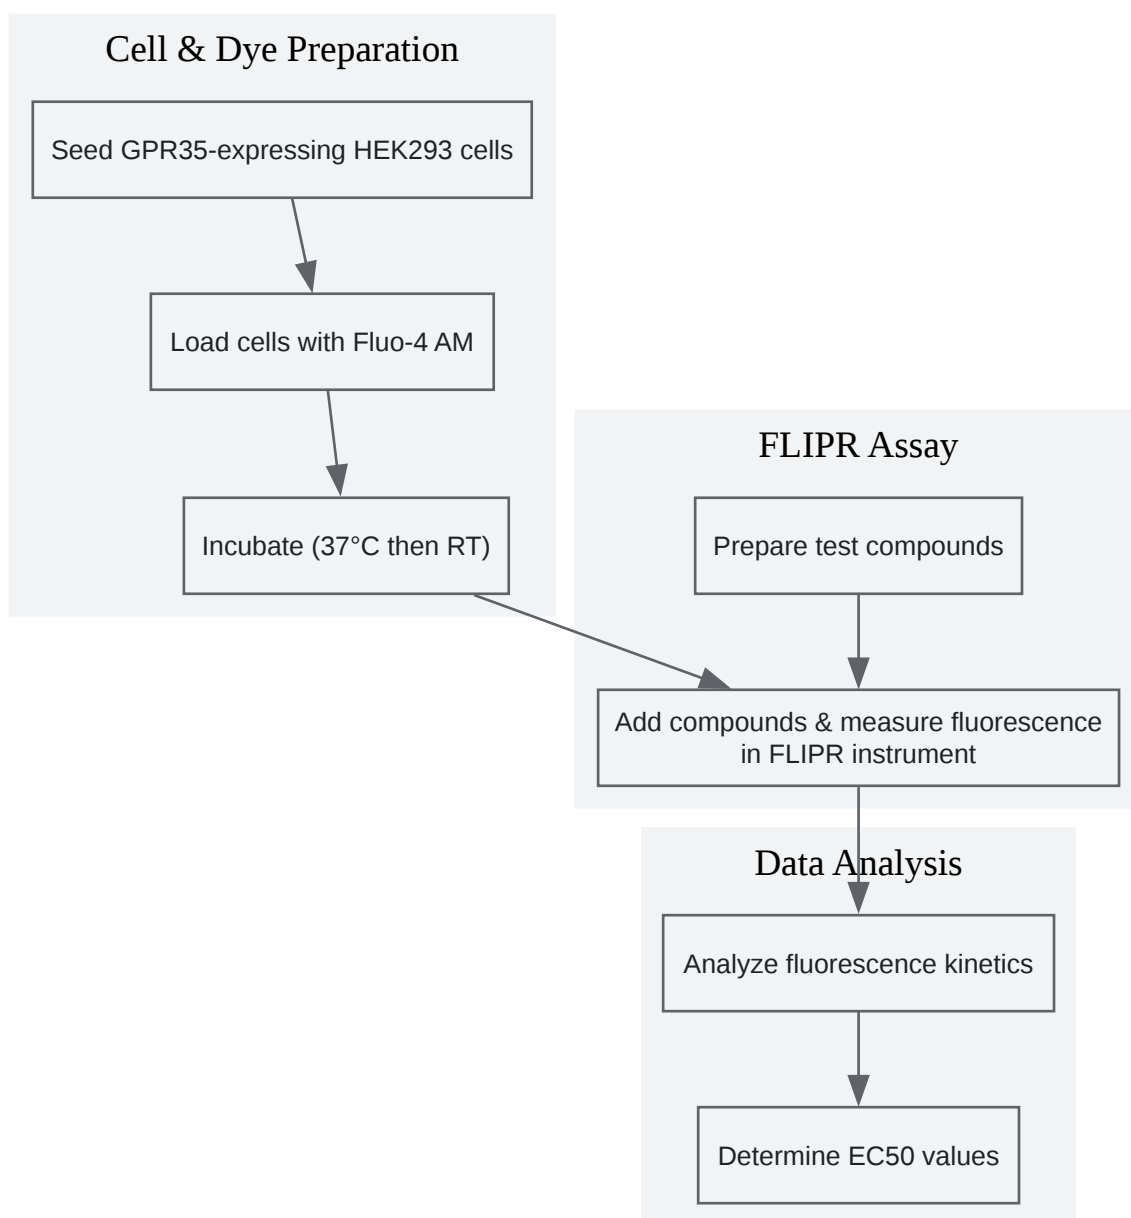 Cell & Dye Preparation
Seed GPR35-expressing HEK293 cells
Load cells with Fluo-4 AM
Incubate (37°C then RT)
FLIPR Assay
Prepare test compounds
Add compounds & measure fluorescence
in FLIPR instrument
Data Analysis
Analyze fluorescence kinetics
Determine EC50 values